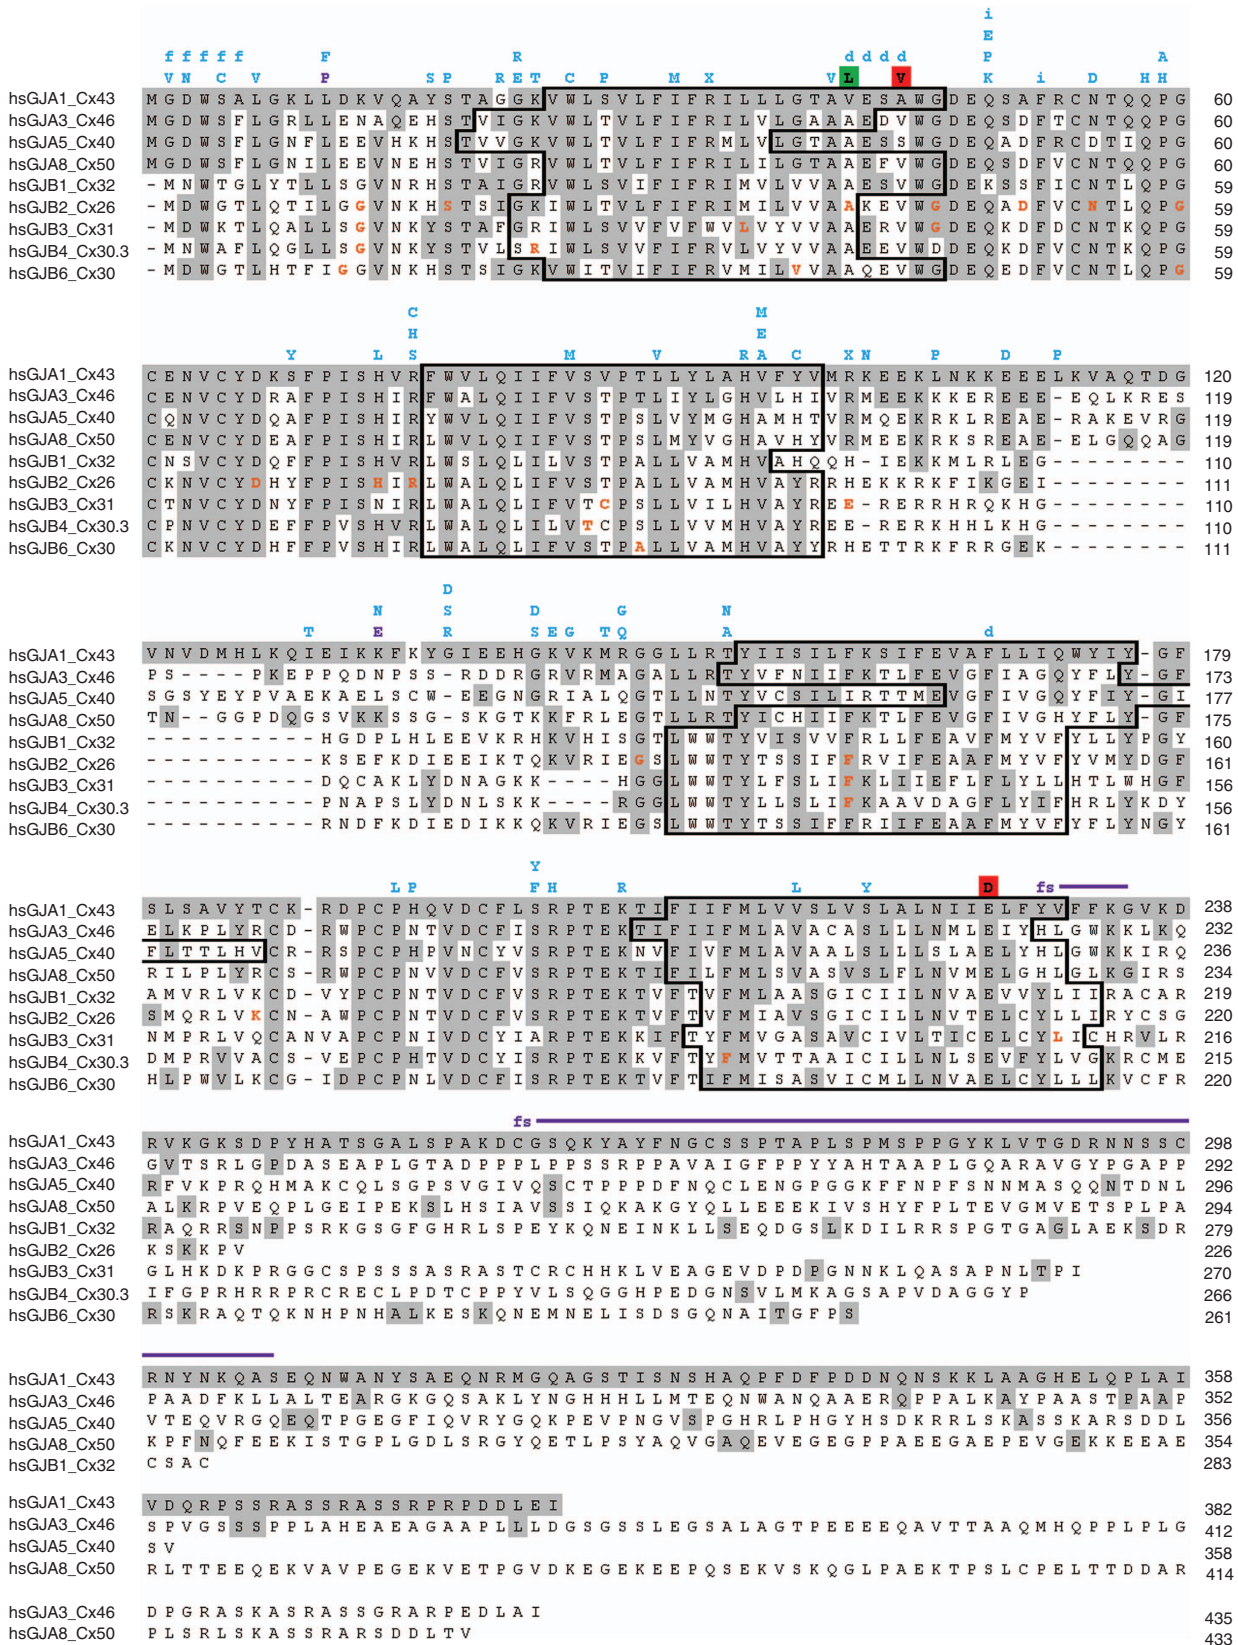 i
E
f f f f f F R d d d d P A
V N S C V P S P R E T C P M X V L V K i D H H
hsGJA1_Cx43 MGDWSALGKLLDKVQAYSTAGGKVWLSVLFIFRILLLGTAVESAWGDEQSAFRCNTQQPG 60
hsGJA3_Cx46 MGDWSFLGRLLENAQEHSTVIGKVWLTVLFIFRILVLGAAAEDVWGDEQSDFTCNTQQPG 60
hsGJA5_Cx40 MGDWSFLGNFLEEVHKHSTVVGKVWLTVLFIFRMLVLGTAAESSWGDEQADFRCDTIQPG 60
hsGJA8_Cx50 MGDWSFLGNILEEVNEHSTVIGRVWLTVLFIFRILILGTAAEFVWGDEQSDFVCNTQQPG 60
hsGJB1_Cx32 -MNWTGLYTLLSGVNRHSTAIGRVWLSVIFIFRIMVLVVAAESVWGDEKSSFICNTLQPG 59
hsGJB2_Cx26 -MDWGTLQTILGGVNKHSTSIGKIWLTVLFIFRIMILVVAAKEVWGDEQADFVCNTLQPG 59
hsGJB3_Cx31 -MDWKTLQALLSGVNKYSTAFGRIWLSVVFVFRVLVYVVAAERVWGDEQKDFDCNTKQPG 59
hsGJB4_Cx30.3 -MNWAFLQGLLSGVNKYSTVLSRIWLSVVFIFRVLVYVVAAEEVWDDEQKDFVCNTKQPG 59
hsGJB6_Cx30 -MDWGTLHTFIGGVNKHSTSIGKVWITVIFIFRVMILVVAAQEVWGDEQEDFVCNTLQPG 59
C M
H E
Y L S M V R A C X N P D P
hsGJA1_Cx43 CENVCYDKSFPISHVRFWVLQIIFVSVPTLLYLAHVFYVMRKEEKLNKKEEELKVAQTDG 120
hsGJA3_Cx46 CENVCYDRAFPISHIRFWALQIIFVSTPTLIYLGHVLHIVRMEEKKKEREEE-EQLKRES 119
hsGJA5_Cx40 CQNVCYDQAFPISHIRYWVLQIIFVSTPSLVYMGHAMHTVRMQEKRKLREAE-RAKEVRG 119
hsGJA8_Cx50 CENVCYDEAFPISHIRLWVLQIIFVSTPSLMYVGHAVHYVRMEEKRKSREAE-ELGQQAG 119
hsGJB1_Cx32 CNSVCYDQFFPISHVRLWSLQLILVSTPALLVAMHVAHQQH-IEKKMLRLEG-------- 110
hsGJB2_Cx26 CKNVCYDHYFPISHIRLWALQLIFVSTPALLVAMHVAYRRHEKKRKFIKGEI-------- 111
hsGJB3_Cx31 CTNVCYDNYFPISNIRLWALQLIFVTCPSLLVILHVAYREE-RERRHRQKHG-------- 110
hsGJB4_Cx30.3 CPNVCYDEFFPVSHVRLWALQLILVTCPSLLVVMHVAYREE-RERKHHLKHG-------- 110
hsGJB6_Cx30 CKNVCYDHFFPVSHIRLWALQLIFVSTPALLVAMHVAYYRHETTRKFRRGEK-------- 111
D
N S D G N
T E R S E G T Q A d
hsGJA1_Cx43 VNVDMHLKQIEIKKFKYGIEEHGKVKMRGGLLRTYIISILFKSIFEVAFLLIQWYIY-GF 179
hsGJA3_Cx46 PS-----PKEPPQDNPSS-RDDRGRVRMAGALLRTYVFNIIFKTLFEVGFIAGQYFLY-GF 173
hsGJA5_Cx40 SGSYEYPVAEKAELSCW-EEGNGRIALQGTLLNTYVCSILIRTTMEVGFIVGQYFIY-GI 177
hsGJA8_Cx50 TN--GGPDQGSVKKSSG-SKGTKKFRLEGTLLRTYICHIIFKTLFEVGFIVGHYFLY-GF 175
hsGJB1_Cx32 ----------HGDPLHLEEVKRHKVHISGTLWWTYVISVVFRLLFEAVFMYVFYLLYPGY 160
hsGJB2_Cx26 ----------KSEFKDIEEIKTQKVRIEGSLWWTYTSSIFFRVIFEAAFMYVFYVMYDGF 161
hsGJB3_Cx31 ----------DQCAKLYDNAGKK----HGGLWWTYLFSLIFKLIIEFLFLYLLHTLWHGF 156
hsGJB4_Cx30.3 ----------PNAPSLYDNLSKK----RGGLWWTYLLSLIFKAAVDAGFLYIFHRLYKDY 156
hsGJB6_Cx30 ----------RNDFKDIEDIKKQKVRIEGSLWWTYTSSIFFRIIFEAAFMYVFYFLYNGY 161
Y
L P F H R L Y D fs
hsGJA1_Cx43 SLSAVYTCK-RDPCPHQVDCFLSRPTEKTIFIIFMLVVSLVSLALNIIELFYVFFKGVKD 238
hsGJA3_Cx46 ELKPLYRCD-RWPCPNTVDCFISRPTEKTIFIIFMLAVACASLLLNMLEIYHLGWKKLKQ 232
hsGJA5_Cx40 FLTTLHVCR-RSPCPHPVNCYVSRPTEKNVFIVFMLAVAALSLLLSLAELYHLGWKKIRQ 236
hsGJA8_Cx50 RILPLYRCS-RWPCPNVVDCFVSRPTEKTIFILFMLSVASVSLFLNVMELGHLGLKGIRS 234
hsGJB1_Cx32 AMVRLVKCD-VYPCPNTVDCFVSRPTEKTVFTVFMLAASGICIILNVAEVVYLIIRACAR 219
hsGJB2_Cx26 SMQRLVKCN-AWPCPNTVDCFVSRPTEKTVFTVFMIAVSGICILLNVTELCYLLIRYCSG 220
hsGJB3_Cx31 NMPRLVQCANVAPCPNIVDCYIARPTEKKIFTYFMVGASAVCIVLTICELCYLICHRVLR 216
hsGJB4_Cx30.3 DMPRVVACS-VEPCPHTVDCYISRPTEKKVFTYFMVTTAAICILLNLSEVFYLVGKRCME 215
hsGJB6_Cx30 HLPWVLKCG-IDPCPNLVDCFISRPTEKTVFTIFMISASVICMLLNVAELCYLLLKVCFR 220
fs
hsGJA1_Cx43 RVKGKSDPYHATSGALSPAKDCGSQKYAYFNGCSSPTAPLSPMSPPGYKLVTGDRNNSSC 298
hsGJA3_Cx46 GVTSRLGPDASEAPLGTADPPPLPPSSRPPAVAIGFPPYYAHTAAPLGQARAVGYPGAPP 292
hsGJA5_Cx40 RFVKPRQHMAKCQLSGPSVGIVQSCTPPPDFNQCLENGPGGKFFNPFSNNMASQQNTDNL 296
hsGJA8_Cx50 ALKRPVEQPLGEIPEKSLHSIAVSSIQKAKGYQLLEEEKIVSHYFPLTEVGMVETSPLPA 294
hsGJB1_Cx32 RAQRRSNPPSRKGSGFGHRLSPEYKQNEINKLLSEQDGSLKDILRRSPGTGAGLAEKSDR 279
hsGJB2_Cx26 KSKKPV 226
hsGJB3_Cx31 GLHKDKPRGGCSPSSSASRASTCRCHHKLVEAGEVDPDPGNNKLQASAPNLTPI 270
hsGJB4_Cx30.3 IFGPRHRRPRCRECLPDTCPPYVLSQGGHPEDGNSVLMKAGSAPVDAGGYP 266
hsGJB6_Cx30 RSKRAQTQKNHPNHALKESKQNEMNELISDSGQNAITGFPS 261
hsGJA1_Cx43 RNYNKQASEQNWANYSAEQNRMGQAGSTISNSHAQPFDFPDDNQNSKKLAAGHELQPLAI 358
hsGJA3_Cx46 PAADFKLLALTEARGKGQSAKLYNGHHHLLMTEQNWANQAAERQPPALKAYPAASTPAAP 352
hsGJA5_Cx40 VTEQVRGQEQTPGEGFIQVRYGQKPEVPNGVSPGHRLPHGYHSDKRRLSKASSKARSDDL 356
hsGJA8_Cx50 KPFNQFEEKISTGPLGDLSRGYQETLPSYAQVGAQEVEGEGPPAEEGAEPEVGEKKEEAE 354
hsGJB1_Cx32 CSAC 283
hsGJA1_Cx43 VDQRPSSRASSRASSRPRPDDLEI 382
hsGJA3_Cx46 SPVGSSSPPLAHEAEAGAAPLLLDGSGSSLEGSALAGTPEEEEQAVTTAAQMHQPPLPLG 412
hsGJA5_Cx40 SV 358
hsGJA8_Cx50 RLTTEEQEKVAVPEGEKVETPGVDKEGEKEEPQSEKVSKQGLPAEKTPSLCPELTTDDAR 414
hsGJA3_Cx46 DPGRASKASRASSGRARPEDLAI 435
hsGJA8_Cx50 PLSRLSKASSRARSDDLTV 433